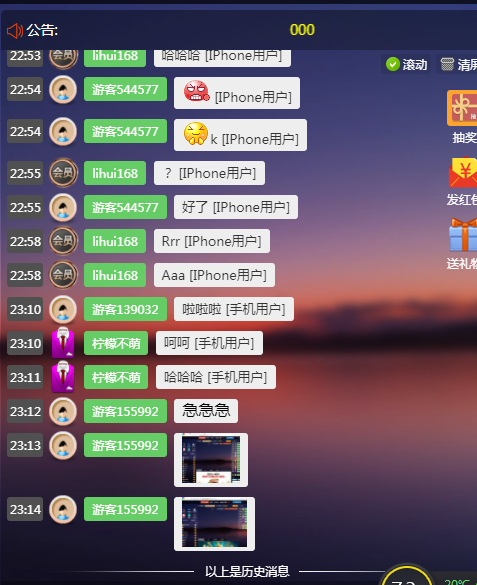 公告:
000
22:53 会员 lihui168 哈哈哈 [IPhone用户]
滚动 清屏
22:54 游客544577 [IPhone用户]
22:54 游客544577 k [IPhone用户]
抽奖
22:55 会员 lihui168 ? [IPhone用户]
22:55 游客544577 好了 [IPhone用户]
发红包
22:58 会员 lihui168 Rrr [IPhone用户]
送礼物
22:58 会员 lihui168 Aaa [IPhone用户]
23:10 游客139032 啦啦啦 [手机用户]
23:10 柠檬不萌 呵呵 [手机用户]
23:11 柠檬不萌 哈哈哈 [手机用户]
23:12 游客155992 急急急
23:13 游客155992
23:14 游客155992
以上是历史消息
20℃